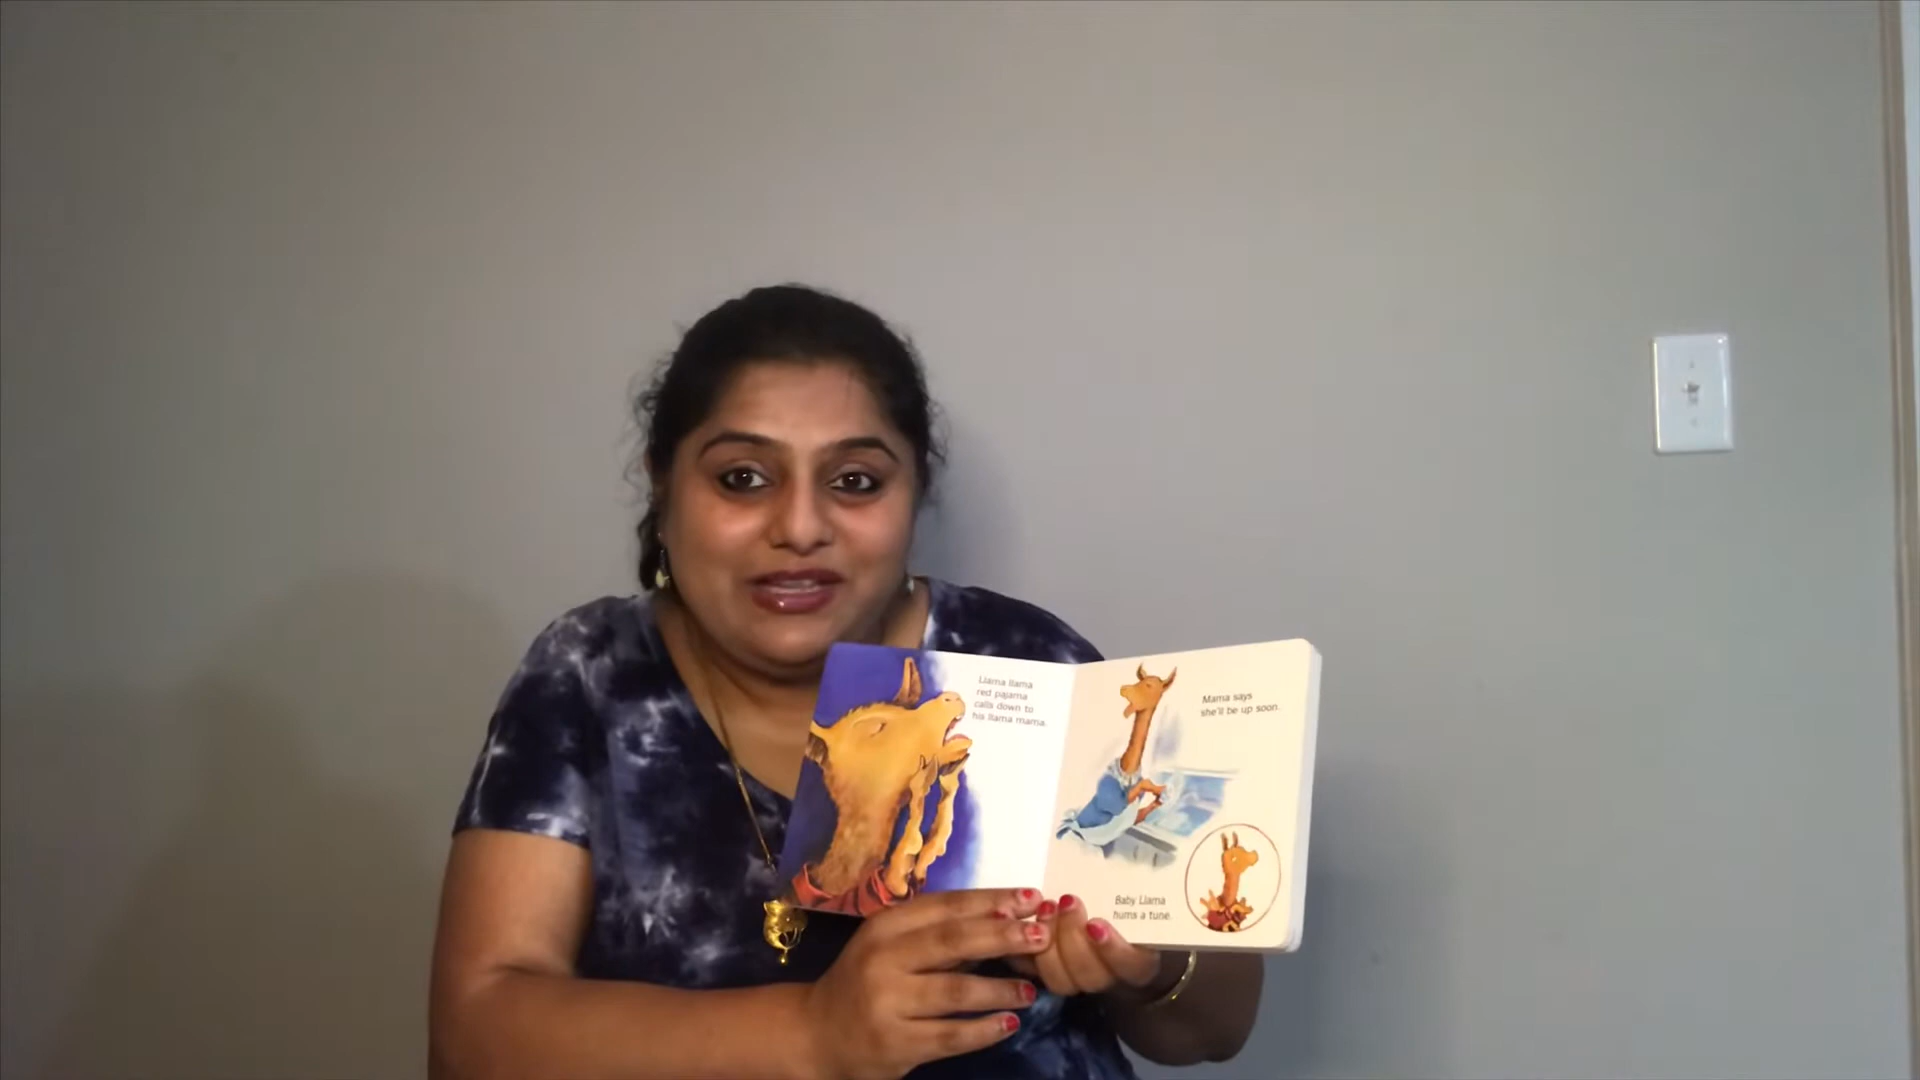 Llama llama
red pajama
calls down to
his llama mama.
Mama says
she'll be up soon.
Baby Llama
hums a tune.